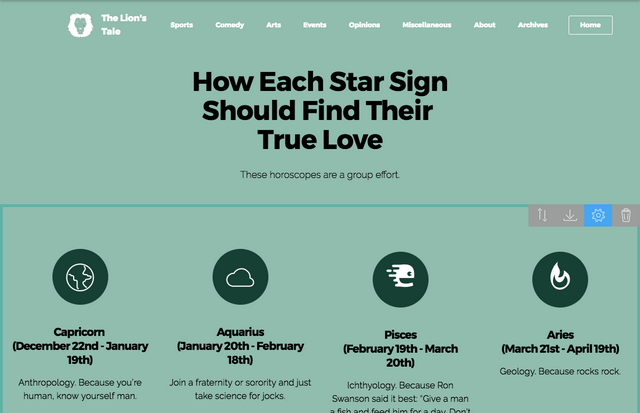 The Lion's
Tale
Sports
Comedy
Arts
Events
Opinions
Miscellaneous
About
Archives
Home
How Each Star Sign
Should Find Their
True Love
These horoscopes are a group effort.
Capricorn
(December 22nd - January
19th)
Anthropology. Because you're
human, know yourself man.
Aquarius
(January 20th - February
18th)
Join a fraternity or sorority and just
take science for jocks.
Pisces
(February 19th - March
20th)
Ichthyology. Because Ron
Swanson said it best: "Give a man
a fish and feed him for a day. Don't
Aries
(March 21st - April 19th)
Geology. Because rocks rock.